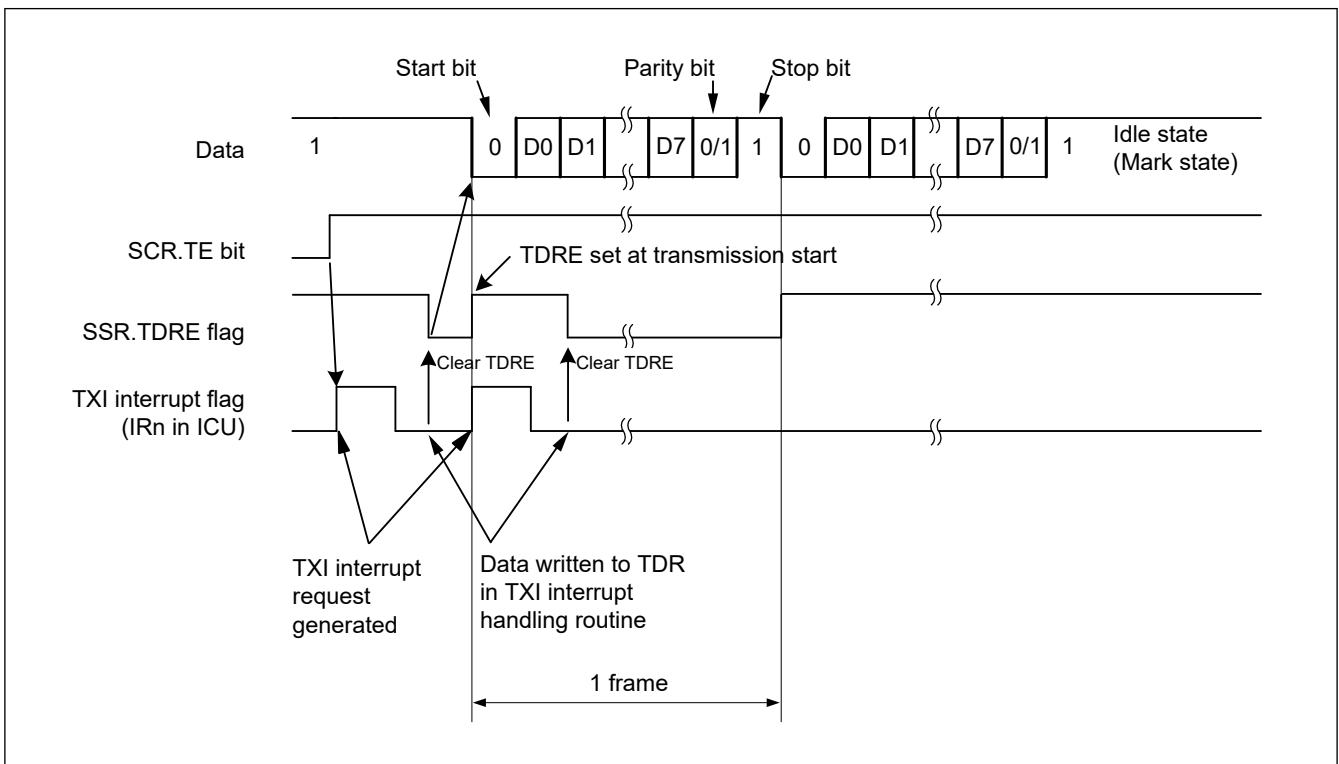 Start bit
Parity bit
Stop bit
Data
1
0
D0
D1
D7
0/1
1
0
D0
D1
D7
0/1
1
Idle state
(Mark state)
SCR.TE bit
TDRE set at transmission start
SSR.TDRE flag
Clear TDRE
Clear TDRE
TXI interrupt flag
(IRn in ICU)
TXI interrupt
request
generated
Data written to TDR
in TXI interrupt
handling routine
1 frame